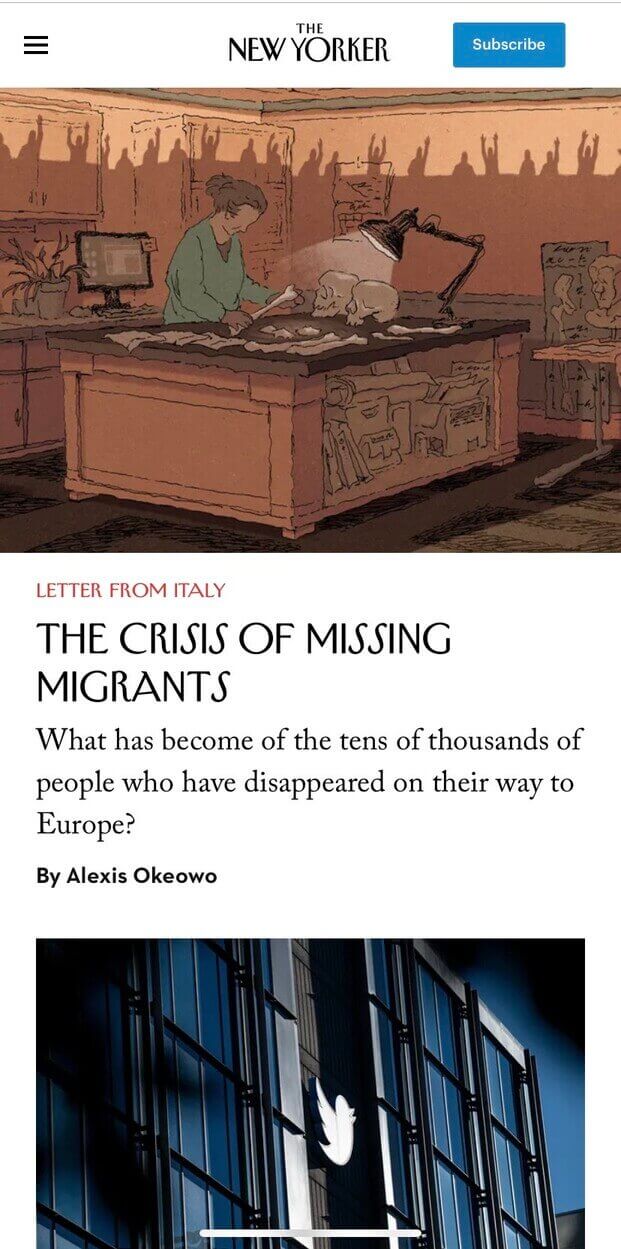 THE
NEW YORKER
Subscribe
LETTER FROM ITALY
THE CRISIS OF MISSING
MIGRANTS
What has become of the tens of thousands of
people who have disappeared on their way to
Europe?
By Alexis Okeowo